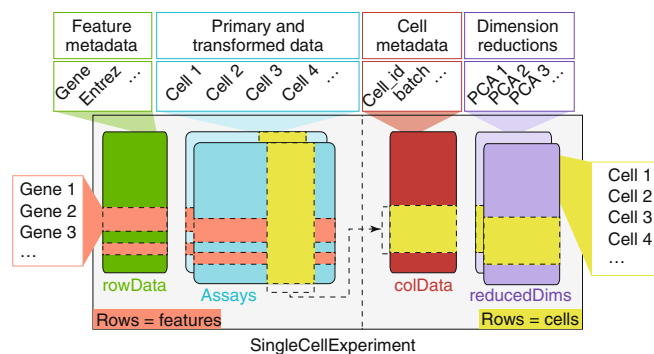 Feature
metadata
Primary and
transformed data
Cell
metadata
Dimension
reductions
Gene
Entrez
…
Cell 1
Cell 2
Cell 3
Cell 4
…
Cell_id
batch
…
PCA 1
PCA 2
PCA 3
…
Gene 1
Gene 2
Gene 3
…
Cell 1
Cell 2
Cell 3
Cell 4
…
rowData
Assays
colData
reducedDims
Rows = features
Rows = cells
SingleCellExperiment